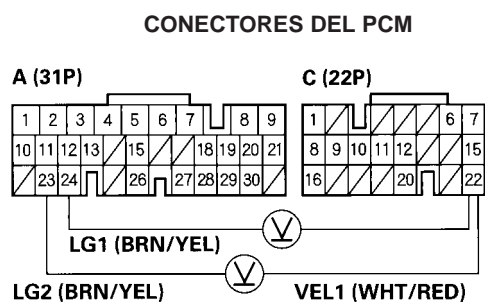 CONECTORES DEL PCM
A (31P)
C (22P)
1 2 3 4 5 6 7 8 9
1 6 7
10 11 12 13 15 18 19 20 21
8 9 10 11 12 15
23 24 26 27 28 29 30
16 20 22
LG1 (BRN/YEL)
LG2 (BRN/YEL)
VEL1 (WHT/RED)